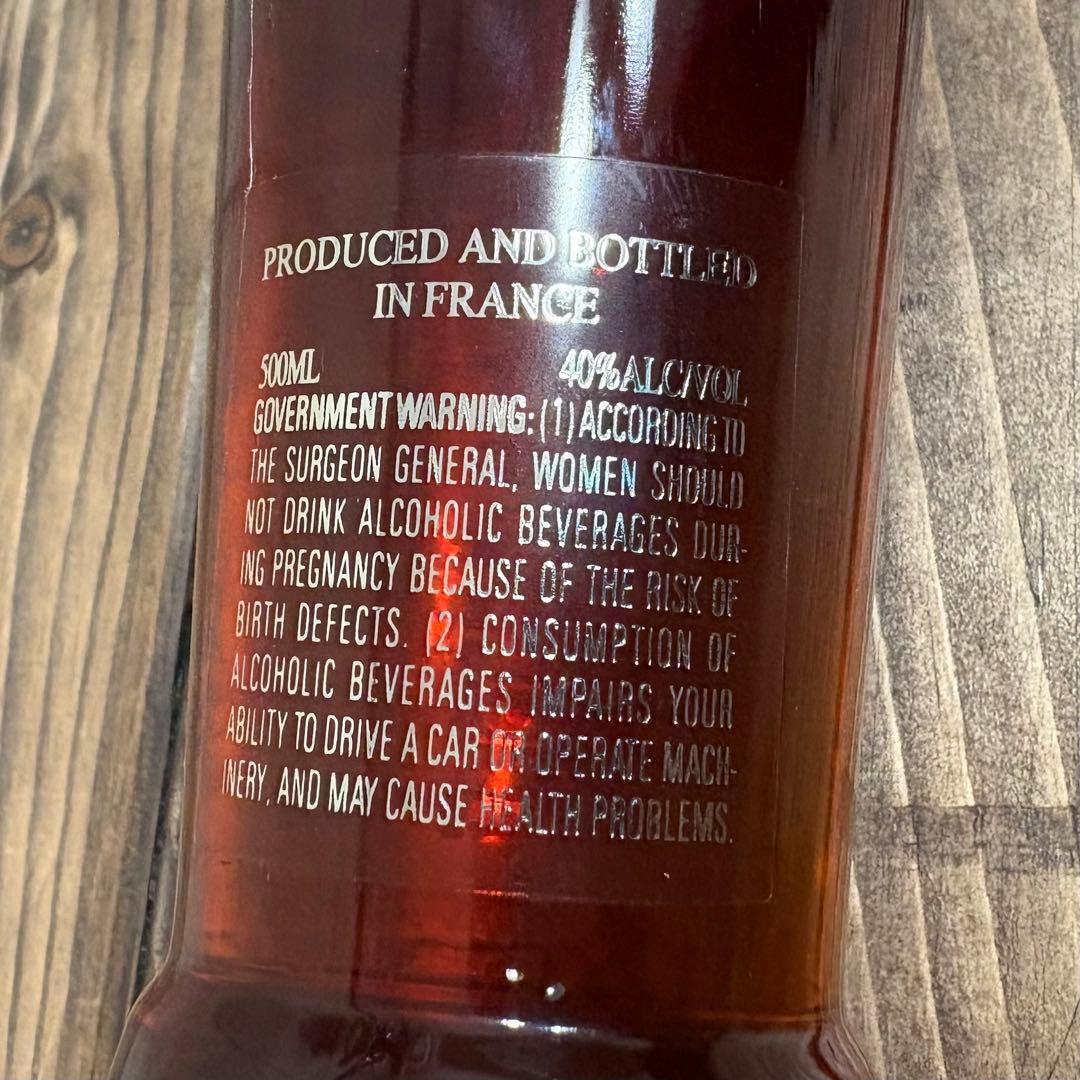 PRODUCED AND BOTTLED
IN FRANCE
500ML 40%ALC/VOL
GOVERNMENT WARNING: (1) ACCORDING TO
THE SURGEON GENERAL, WOMEN SHOULD
NOT DRINK ALCOHOLIC BEVERAGES DUR-
ING PREGNANCY BECAUSE OF THE RISK OF
BIRTH DEFECTS. (2) CONSUMPTION OF
ALCOHOLIC BEVERAGES IMPAIRS YOUR
ABILITY TO DRIVE A CAR OR OPERATE MACH-
INERY, AND MAY CAUSE HEALTH PROBLEMS.